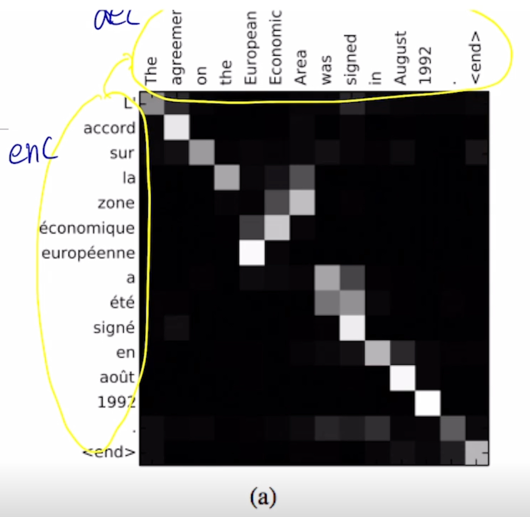 dec
The agreement on the European Economic Area was signed in August 1992 . <end>
enc
L'
accord
sur
la
zone
économique
européenne
a
été
signé
en
août
1992
.
<end>
(a)